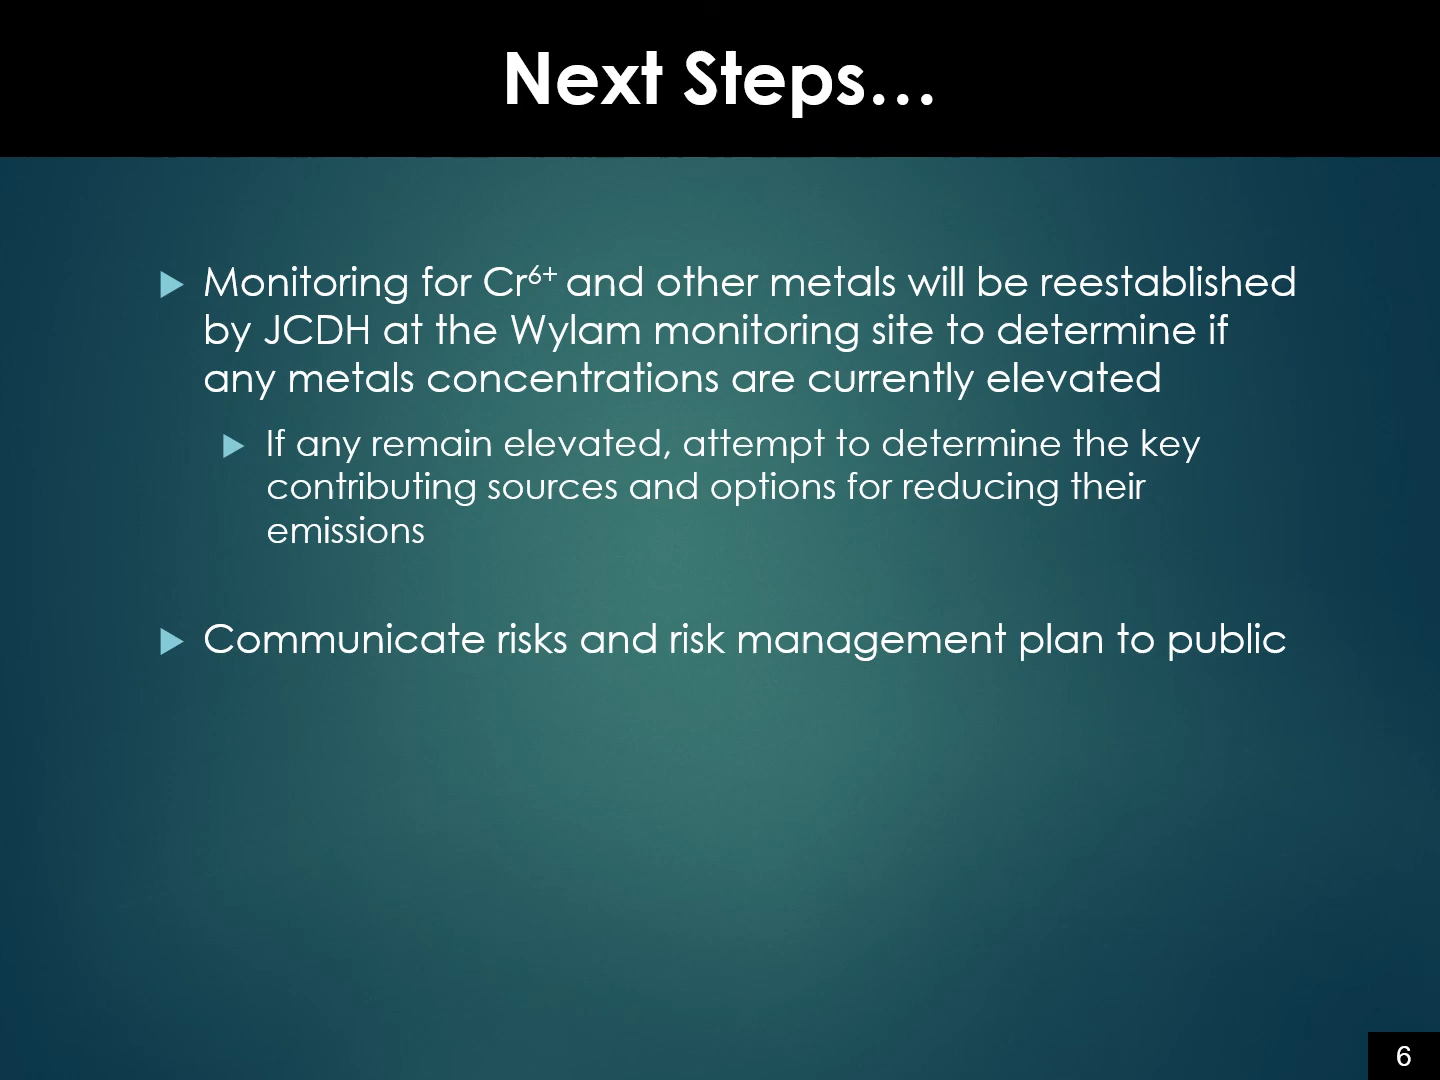 Next Steps…
Monitoring for Cr⁶⁺ and other metals will be reestablished
by JCDH at the Wylam monitoring site to determine if
any metals concentrations are currently elevated
If any remain elevated, attempt to determine the key
contributing sources and options for reducing their
emissions
Communicate risks and risk management plan to public
6